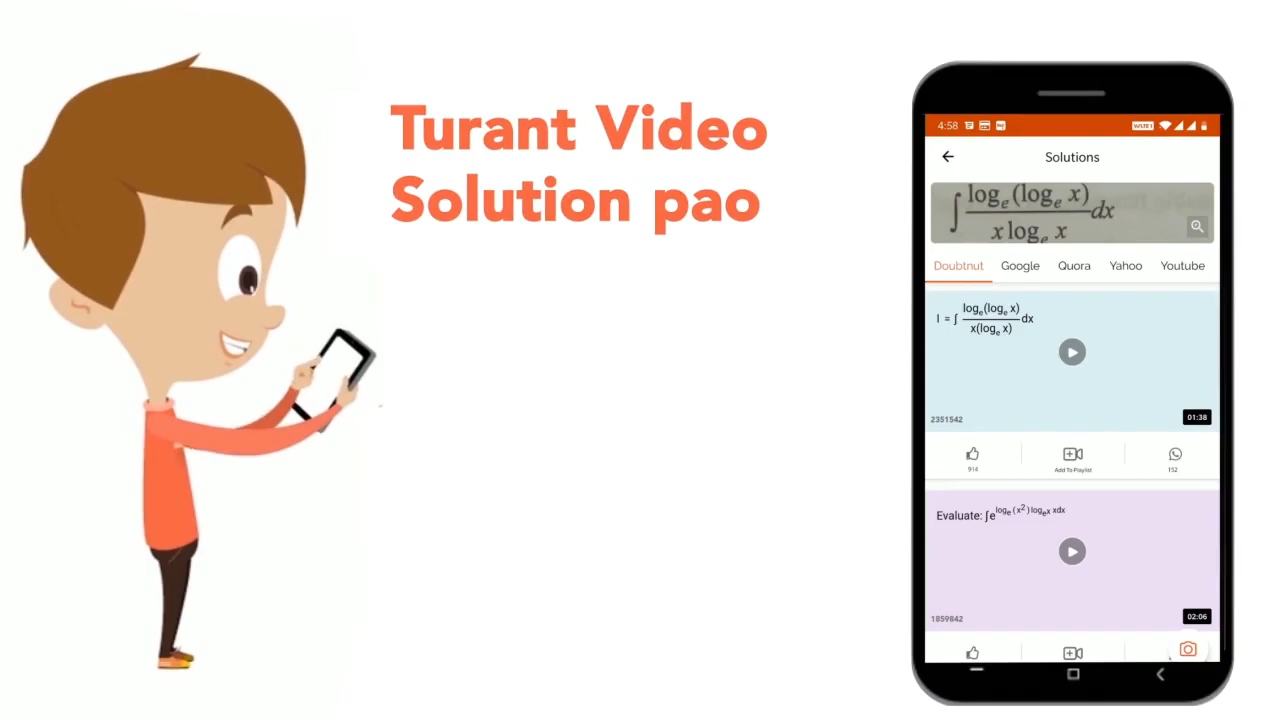 Turant Video
Solution pao
4:58
Solutions
∫ logₑ(logₑ x) / x logₑ x dx
Doubtnut Google Quora Yahoo Youtube
I = ∫ logₑ(logₑ x) / x(logₑ x) dx
2351542 01:38
914 Add To Playlist 152
Evaluate: ∫e^logₑ(x²)logₑx xdx
1859842 02:06